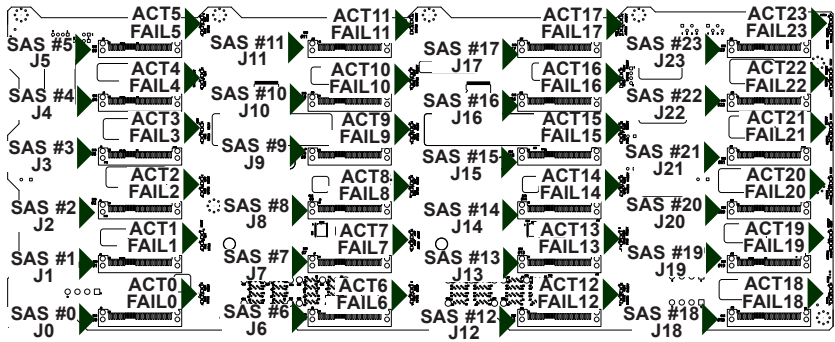 ACT5
FAIL5
SAS #5
J5
ACT4
FAIL4
SAS #4
J4
ACT3
FAIL3
SAS #3
J3
ACT2
FAIL2
SAS #2
J2
ACT1
FAIL1
SAS #1
J1
ACT0
FAIL0
SAS #0
J0
ACT11
FAIL11
SAS #11
J11
ACT10
FAIL10
SAS #10
J10
ACT9
FAIL9
SAS #9
J9
ACT8
FAIL8
SAS #8
J8
ACT7
FAIL7
SAS #7
J7
ACT6
FAIL6
SAS #6
J6
ACT17
FAIL17
SAS #17
J17
ACT16
FAIL16
SAS #16
J16
ACT15
FAIL15
SAS #15
J15
ACT14
FAIL14
SAS #14
J14
ACT13
FAIL13
SAS #13
J13
ACT12
FAIL12
SAS #12
J12
ACT23
FAIL23
SAS #23
J23
ACT22
FAIL22
SAS #22
J22
ACT21
FAIL21
SAS #21
J21
ACT20
FAIL20
SAS #20
J20
ACT19
FAIL19
SAS #19
J19
ACT18
FAIL18
SAS #18
J18